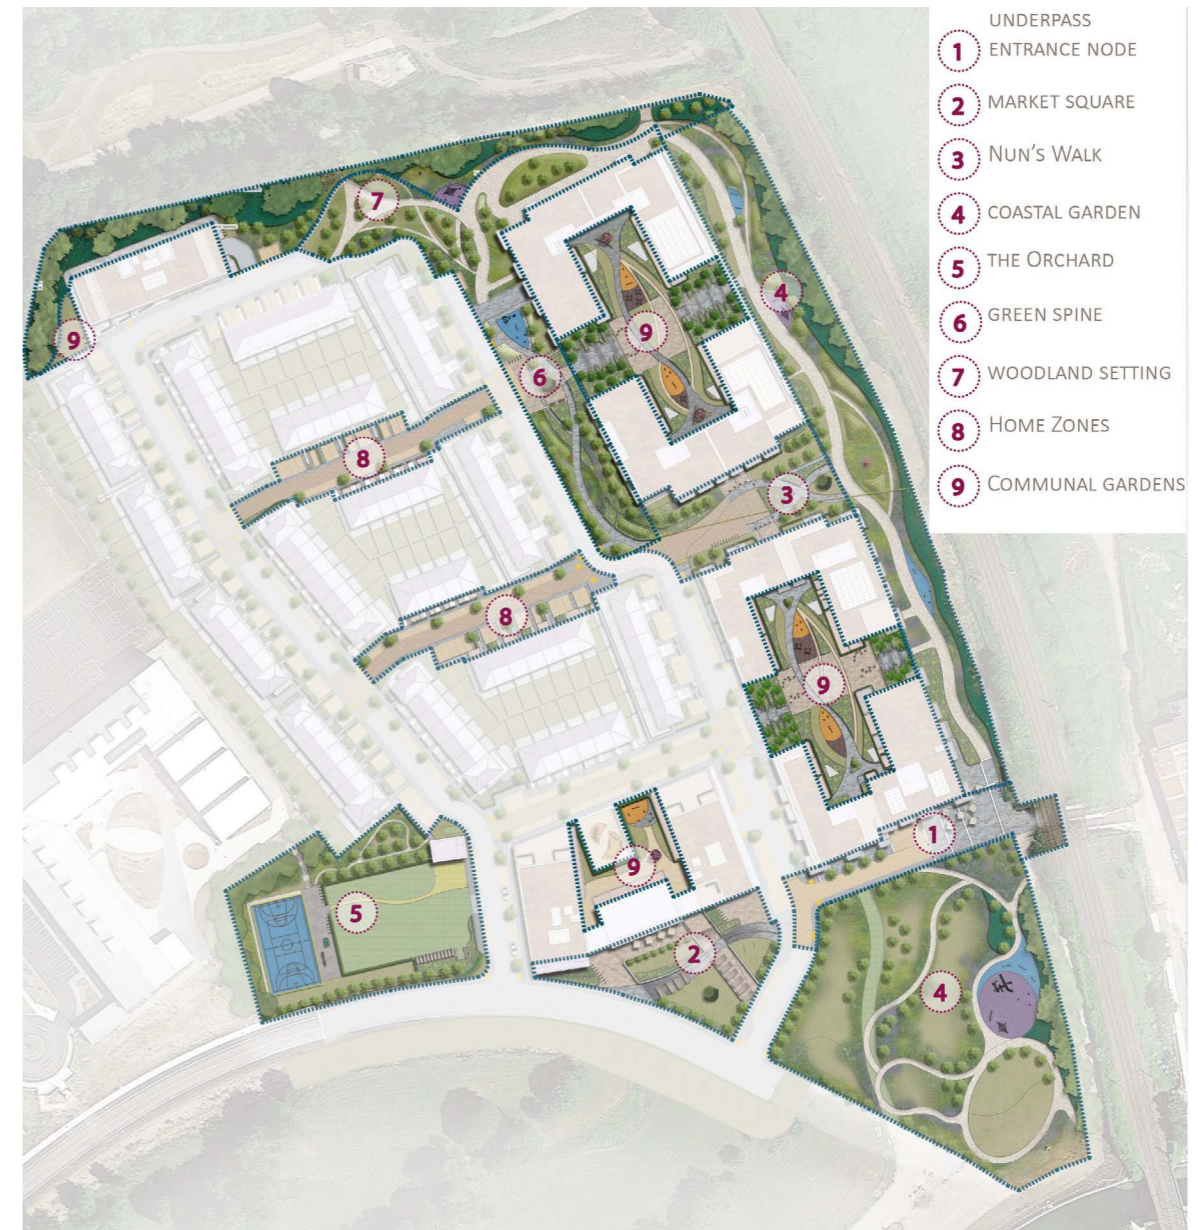 UNDERPASS
1 ENTRANCE NODE
2 MARKET SQUARE
3 NUN'S WALK
4 COASTAL GARDEN
5 THE ORCHARD
6 GREEN SPINE
7 WOODLAND SETTING
8 HOME ZONES
9 COMMUNAL GARDENS
7
4
9
9
6
8
3
8
9
1
9
5
2
4